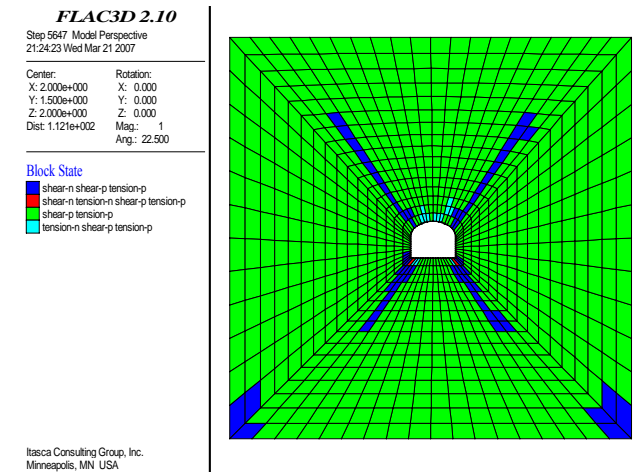 FLAC3D 2.10
Step 5647  Model Perspective
21:24:23 Wed Mar 21 2007
Center:
X: 2.000e+000
Y: 1.500e+000
Z: 2.000e+000
Dist: 1.121e+002
Rotation:
X:  0.000
Y:  0.000
Z:  0.000
Mag.:  1
Ang.: 22.500
Block State
shear-n shear-p tension-p
shear-n tension-n shear-p tension-p
shear-p tension-p
tension-n shear-p tension-p
Itasca Consulting Group, Inc.
Minneapolis, MN  USA